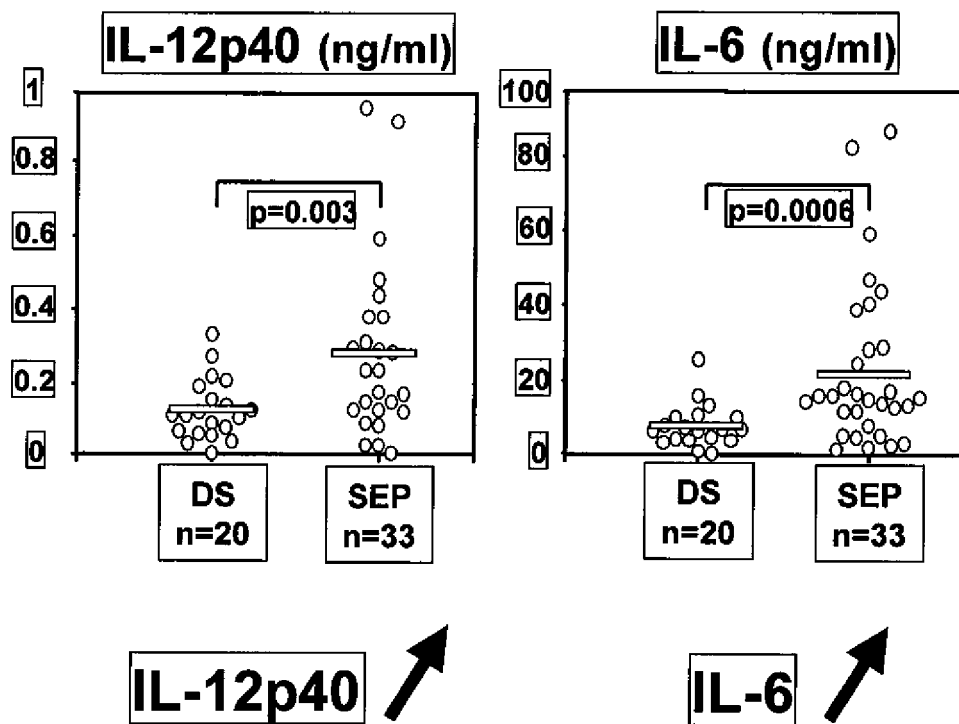 IL-12p40 (ng/ml)
1
0.8
0.6
0.4
0.2
0
p=0.003
DS
n=20
SEP
n=33
IL-12p40
IL-6 (ng/ml)
100
80
60
40
20
0
p=0.0006
DS
n=20
SEP
n=33
IL-6